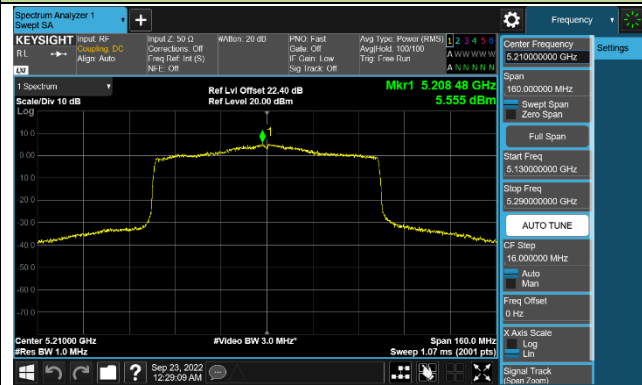 Spectrum Analyzer 1
Swept SA
Frequency
KEYSIGHT
RL
LXI
Input: RF
Coupling: DC
Align: Auto
Input Z: 50 Ω
Corrections: Off
Freq Ref: Int (S)
NFE: Off
#Atten: 20 dB
PNO: Fast
Gate: Off
IF Gain: Low
Sig Track: Off
Avg Type: Power (RMS)
Avg|Hold: 100/100
Trig: Free Run
1 2 3 4 5 6
A W W W W W
A N N N N N
Center Frequency
5.210000000 GHz
Settings
Span
160.000000 MHz
Swept Span
Zero Span
Full Span
Start Freq
5.130000000 GHz
Stop Freq
5.290000000 GHz
AUTO TUNE
CF Step
16.000000 MHz
Auto
Man
Freq Offset
0 Hz
X Axis Scale
Log
Lin
Signal Track
(Span Zoom)
1 Spectrum
Scale/Div 10 dB
Log
Ref Lvl Offset 22.40 dB
Ref Level 20.00 dBm
Mkr1 5.208 48 GHz
5.555 dBm
1
10.0
0.00
-10.0
-20.0
-30.0
-40.0
-50.0
-60.0
-70.0
Center 5.21000 GHz
#Res BW 1.0 MHz
#Video BW 3.0 MHz*
Span 160.0 MHz
Sweep 1.07 ms (2001 pts)
?
Sep 23, 2022
12:29:09 AM